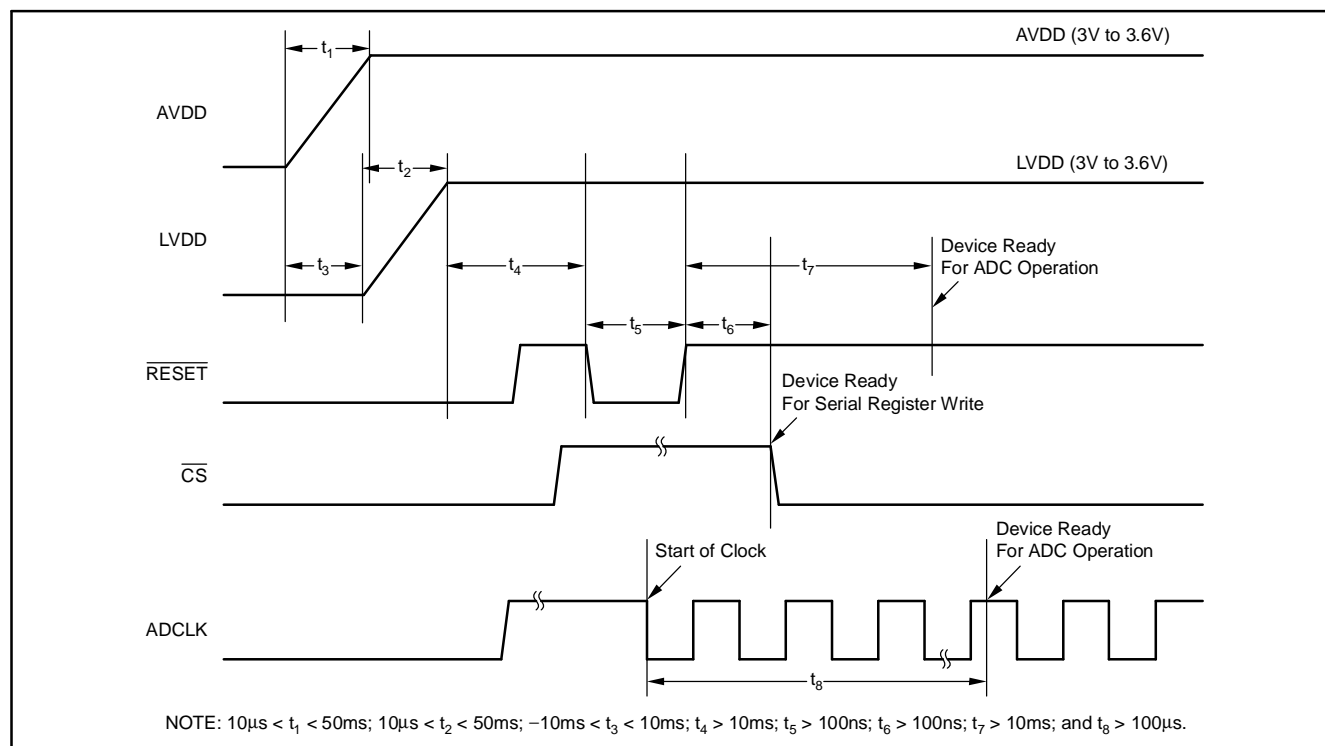 AVDD (3V to 3.6V)
t1
AVDD
t2
LVDD (3V to 3.6V)
LVDD
t3
t4
t7
Device Ready
For ADC Operation
t5
t6
RESET
Device Ready
For Serial Register Write
CS
Start of Clock
Device Ready
For ADC Operation
ADCLK
t8
NOTE: 10μs < t1 < 50ms; 10μs < t2 < 50ms; −10ms < t3 < 10ms; t4 > 10ms; t5 > 100ns; t6 > 100ns; t7 > 10ms; and t8 > 100μs.